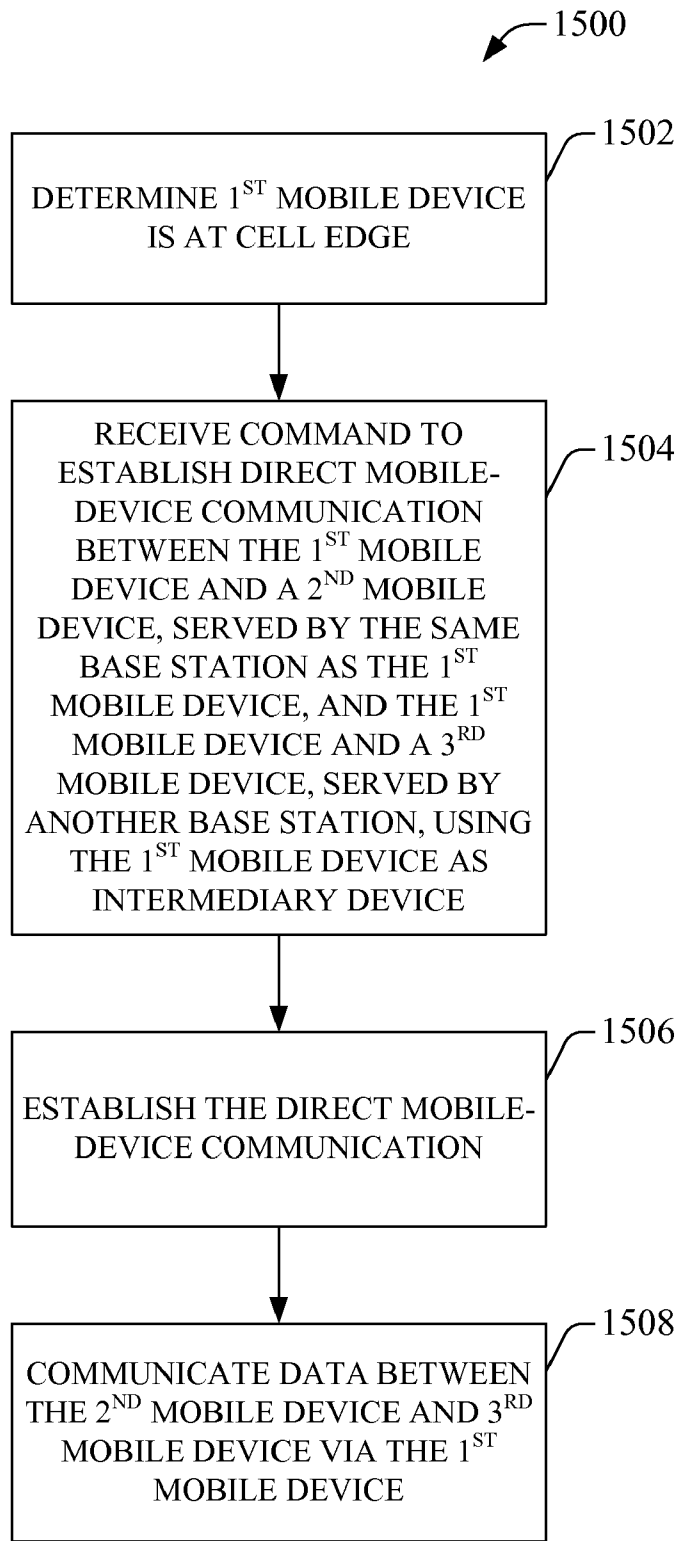 1500
1502
DETERMINE 1ST MOBILE DEVICE
IS AT CELL EDGE
1504
RECEIVE COMMAND TO
ESTABLISH DIRECT MOBILE-
DEVICE COMMUNICATION
BETWEEN THE 1ST MOBILE
DEVICE AND A 2ND MOBILE
DEVICE, SERVED BY THE SAME
BASE STATION AS THE 1ST
MOBILE DEVICE, AND THE 1ST
MOBILE DEVICE AND A 3RD
MOBILE DEVICE, SERVED BY
ANOTHER BASE STATION, USING
THE 1ST MOBILE DEVICE AS
INTERMEDIARY DEVICE
1506
ESTABLISH THE DIRECT MOBILE-
DEVICE COMMUNICATION
1508
COMMUNICATE DATA BETWEEN
THE 2ND MOBILE DEVICE AND 3RD
MOBILE DEVICE VIA THE 1ST
MOBILE DEVICE